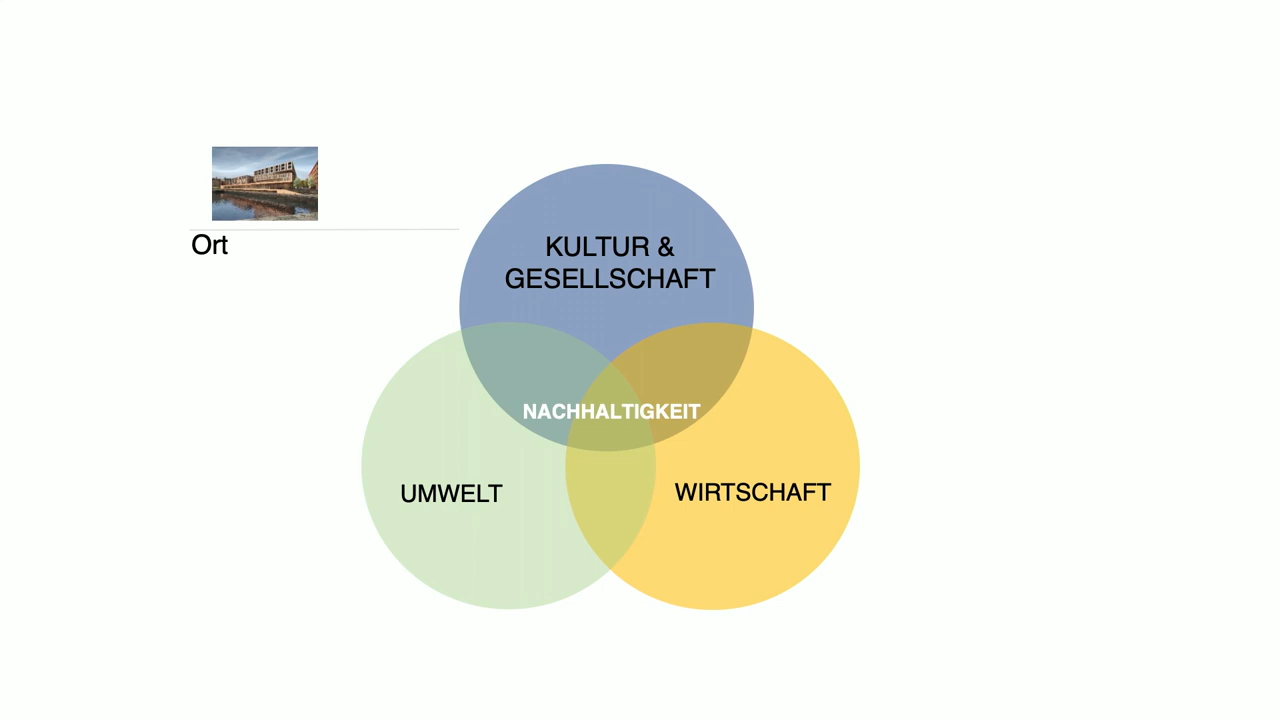 Ort
KULTUR &
GESELLSCHAFT
NACHHALTIGKEIT
UMWELT
WIRTSCHAFT